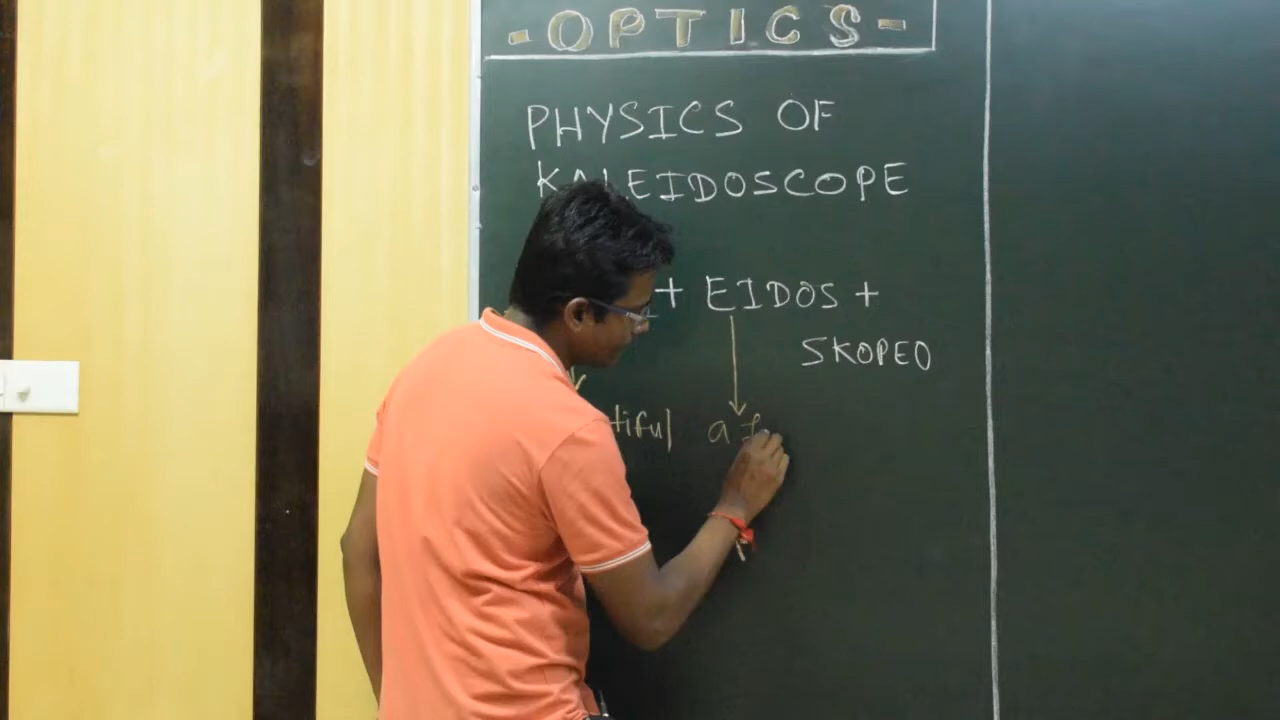 -OPTICS-
PHYSICS OF
KALEIDOSCOPE
+ EIDOS +
SKOPEO
tiful a f